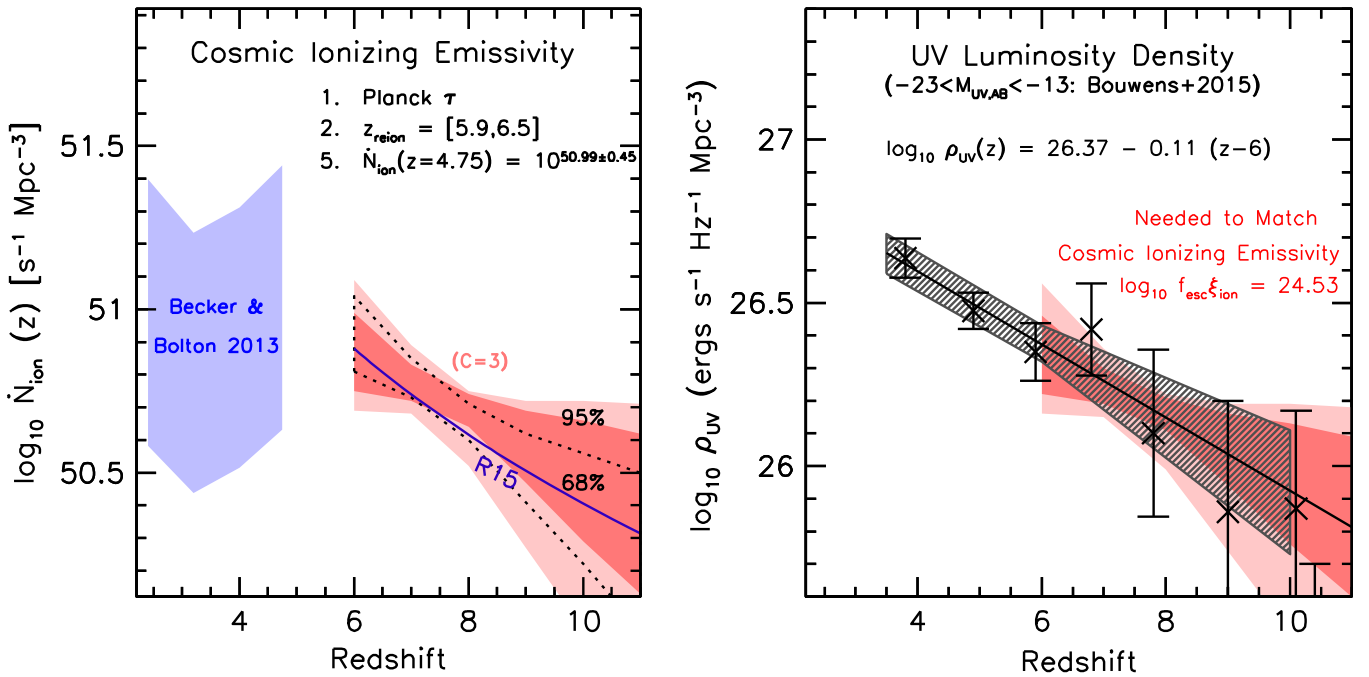 Cosmic Ionizing Emissivity
1. Planck τ
2. z_reion = [5.9,6.5]
5. Ṅ_ion(z=4.75) = 10^50.99±0.45
log₁₀ Ṅ_ion (z) [s⁻¹ Mpc⁻³]
51.5
51
50.5
Becker &
Bolton 2013
(C=3)
95%
68%
R15
4 6 8 10
Redshift
UV Luminosity Density
(−23<M_UV,AB<−13: Bouwens+2015)
log₁₀ ρ_UV(z) = 26.37 − 0.11 (z−6)
Needed to Match
Cosmic Ionizing Emissivity
log₁₀ f_esc ξ_ion = 24.53
log₁₀ ρ_UV (ergs s⁻¹ Hz⁻¹ Mpc⁻³)
27
26.5
26
4 6 8 10
Redshift